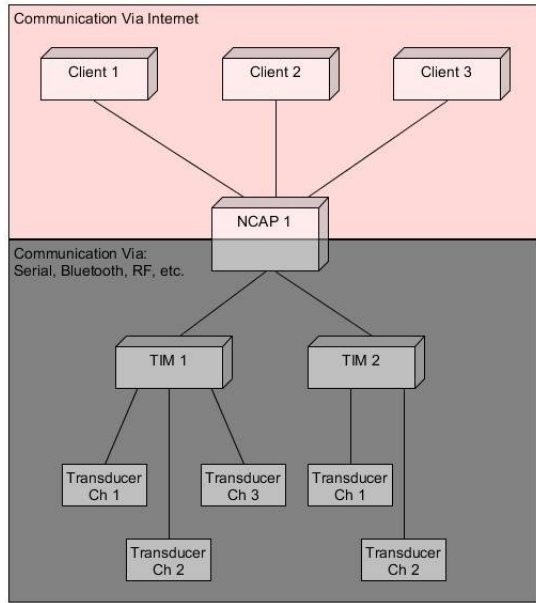 Communication Via Internet
Client 1
Client 2
Client 3
NCAP 1
Communication Via:
Serial, Bluetooth, RF, etc.
TIM 1
TIM 2
Transducer
Ch 1
Transducer
Ch 3
Transducer
Ch 1
Transducer
Ch 2
Transducer
Ch 2